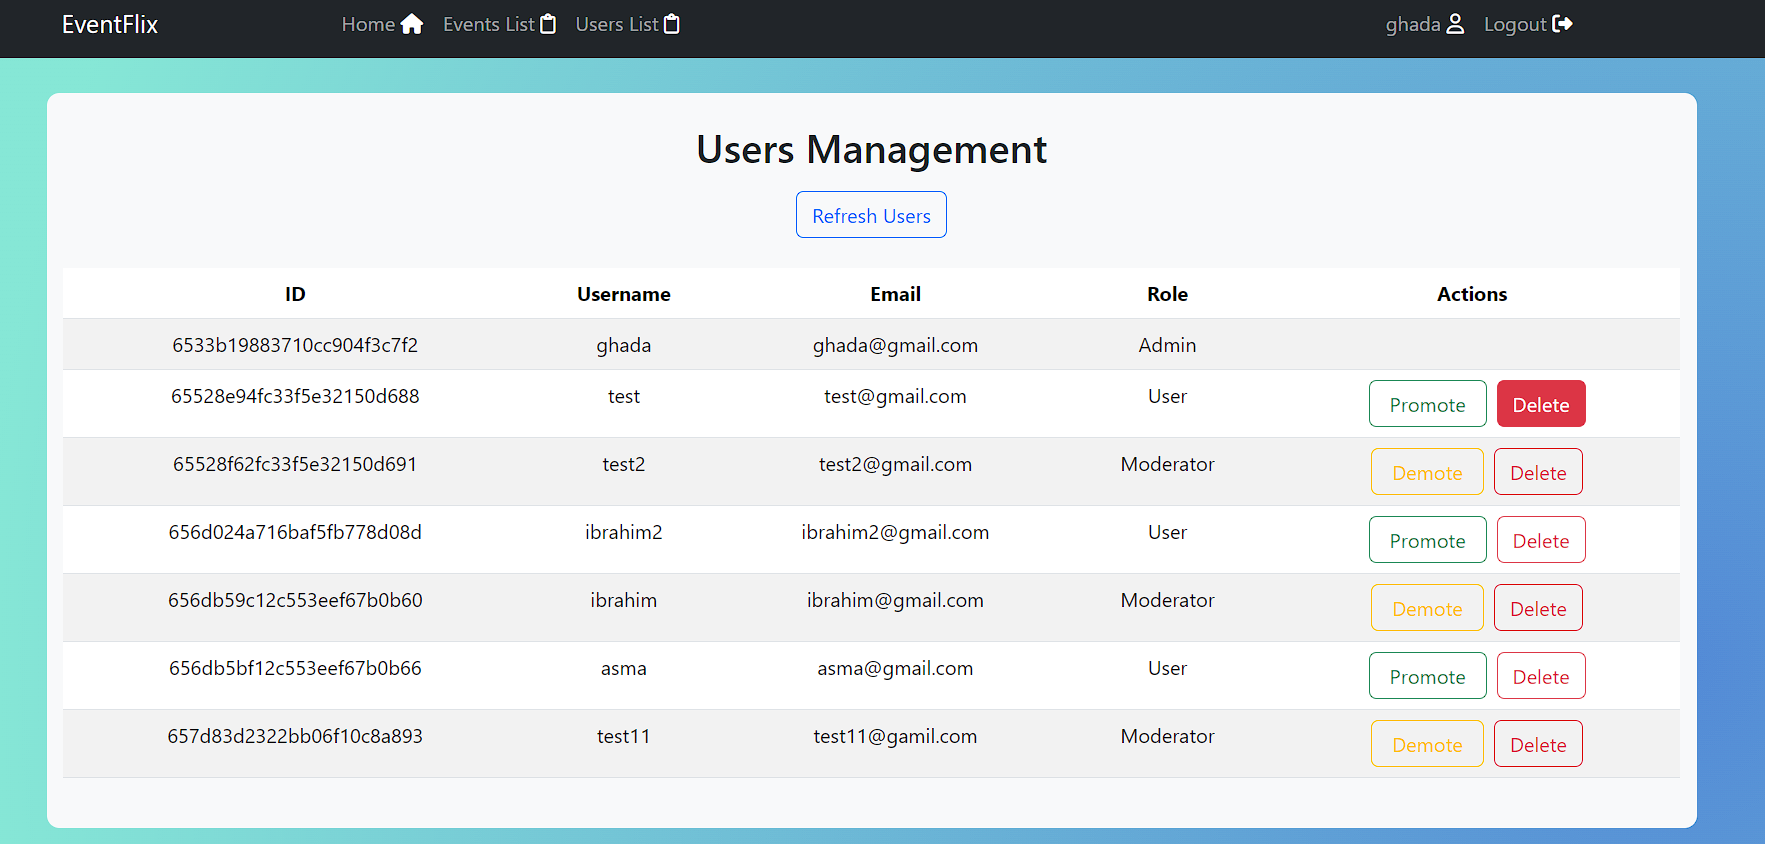 EventFlix Home Events List Users List ghada Logout
Users Management
Refresh Users
ID Username Email Role Actions
6533b19883710cc904f3c7f2 ghada ghada@gmail.com Admin
65528e94fc33f5e32150d688 test test@gmail.com User Promote Delete
65528f62fc33f5e32150d691 test2 test2@gmail.com Moderator Demote Delete
656d024a716baf5fb778d08d ibrahim2 ibrahim2@gmail.com User Promote Delete
656db59c12c553eef67b0b60 ibrahim ibrahim@gmail.com Moderator Demote Delete
656db5bf12c553eef67b0b66 asma asma@gmail.com User Promote Delete
657d83d2322bb06f10c8a893 test11 test11@gamil.com Moderator Demote Delete